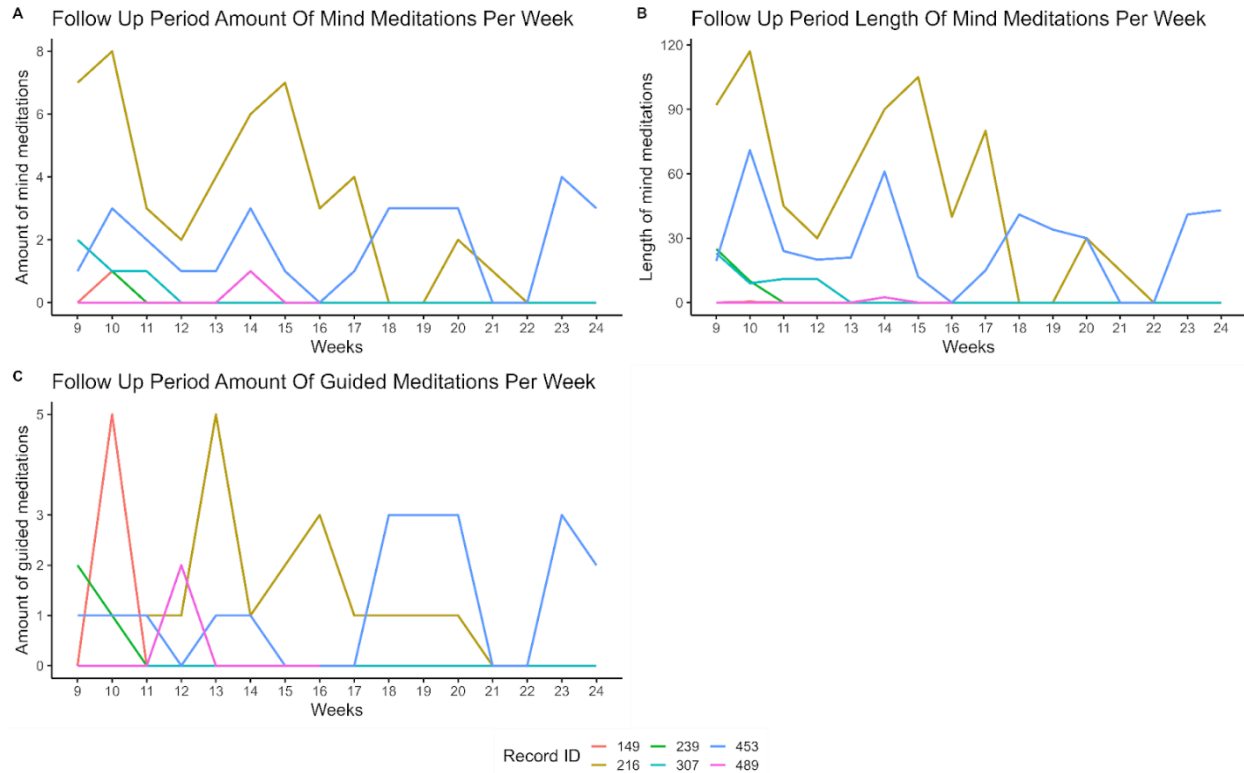 A Follow Up Period Amount Of Mind Meditations Per Week
Amount of mind meditations
8
6
4
2
0
9 10 11 12 13 14 15 16 17 18 19 20 21 22 23 24
Weeks
B Follow Up Period Length Of Mind Meditations Per Week
Length of mind meditations
120
90
60
30
0
9 10 11 12 13 14 15 16 17 18 19 20 21 22 23 24
Weeks
C Follow Up Period Amount Of Guided Meditations Per Week
Amount of guided meditations
5
3
2
1
0
9 10 11 12 13 14 15 16 17 18 19 20 21 22 23 24
Weeks
Record ID
149 239 453
216 307 489